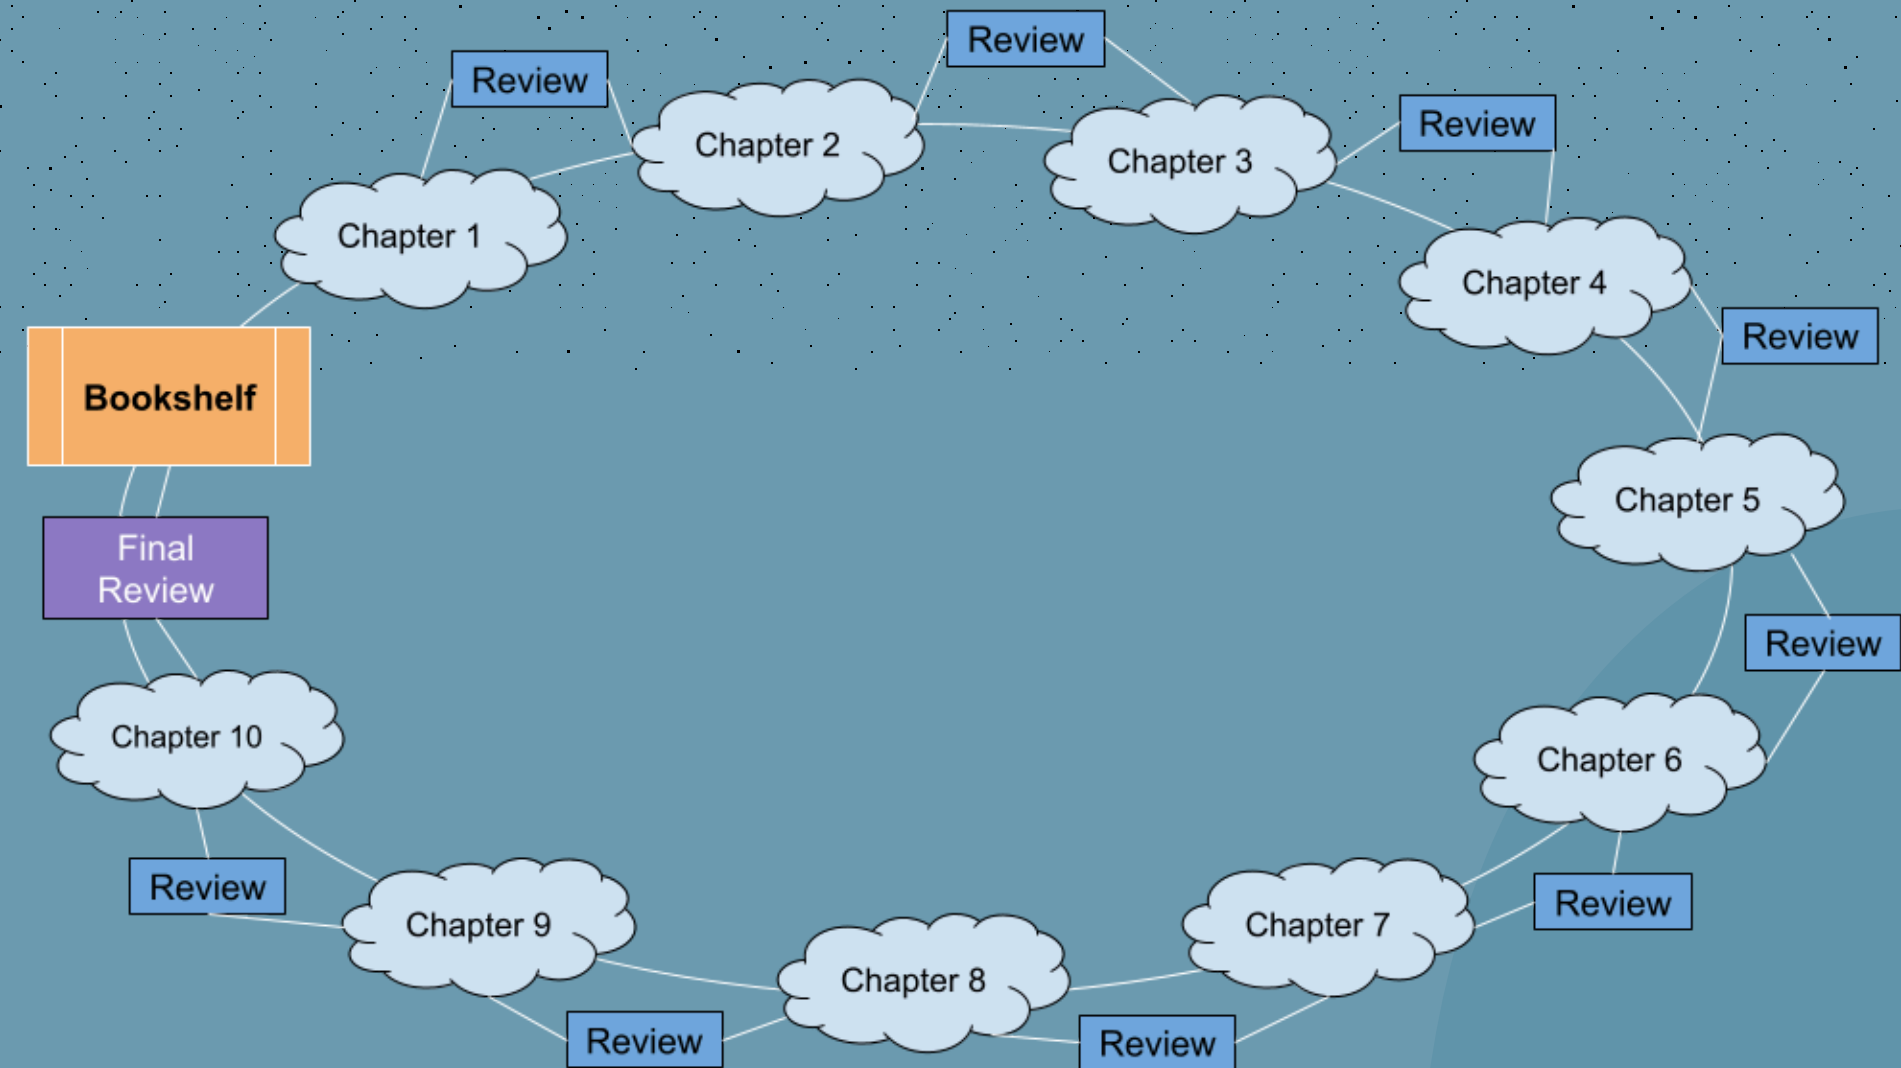 Review
Review
Chapter 2
Review
Chapter 3
Chapter 1
Chapter 4
Review
Bookshelf
Chapter 5
Final
Review
Review
Chapter 10
Chapter 6
Review
Review
Chapter 9
Chapter 7
Chapter 8
Review
Review